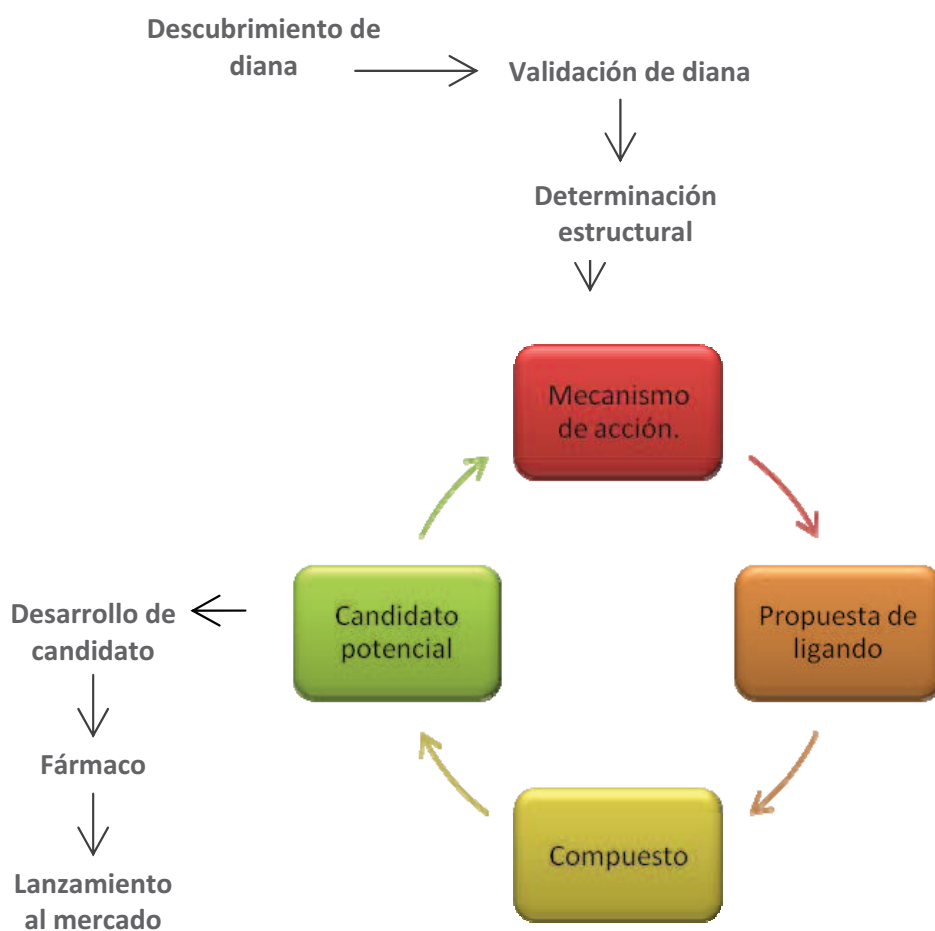 Descubrimiento de
diana
Validación de diana
Determinación
estructural
Mecanismo
de acción.
Propuesta de
ligando
Compuesto
Candidato
potencial
Desarrollo de
candidato
Fármaco
Lanzamiento
al mercado